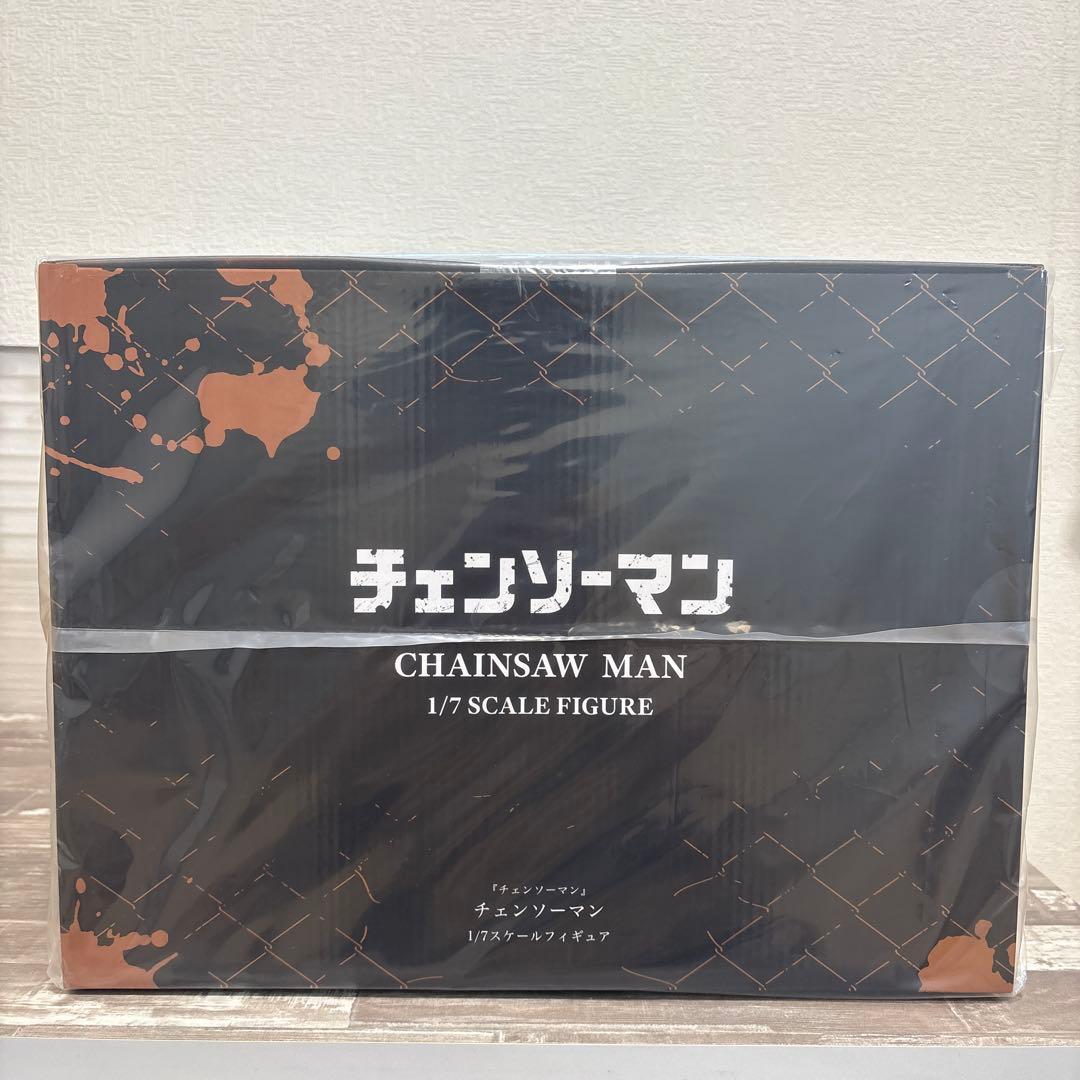 チェンソーマン
CHAINSAW MAN
1/7 SCALE FIGURE
『チェンソーマン』
チェンソーマン
1/7スケールフィギュア